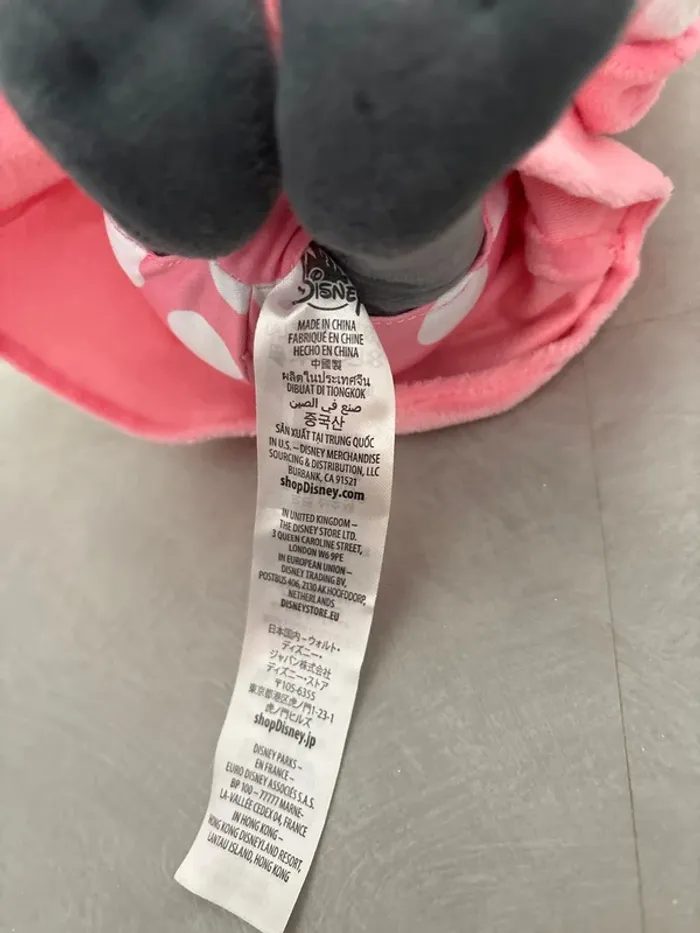 Disney
MADE IN CHINA
FABRIQUÉ EN CHINE
HECHO EN CHINA
中國製
ผลิตในประเทศจีน
DIBUAT DI TIONGKOK
صنع في الصين
중국산
SẢN XUẤT TẠI TRUNG QUỐC
IN U.S. – DISNEY MERCHANDISE
SOURCING & DISTRIBUTION, LLC
BURBANK, CA 91521
shopDisney.com
IN UNITED KINGDOM –
THE DISNEY STORE LTD.
3 QUEEN CAROLINE STREET,
LONDON W6 9PE
IN EUROPEAN UNION –
DISNEY TRADING BV,
POSTBUS 406, 2130 AK HOOFDDORP,
NETHERLANDS
DISNEYSTORE.EU
日本国内 – ウォルト・
ディズニー・
ジャパン株式会社
ディズニー・ストア
〒105-6355
東京都港区虎ノ門1-23-1
虎ノ門ヒルズ
shopDisney.jp
DISNEY PARKS –
EN FRANCE –
EURO DISNEY ASSOCIÉS S.A.S.
BP 100 – 77777 MARNE-
LA-VALLÉE CEDEX 04, FRANCE
IN HONG KONG –
HONG KONG DISNEYLAND RESORT,
LANTAU ISLAND, HONG KONG